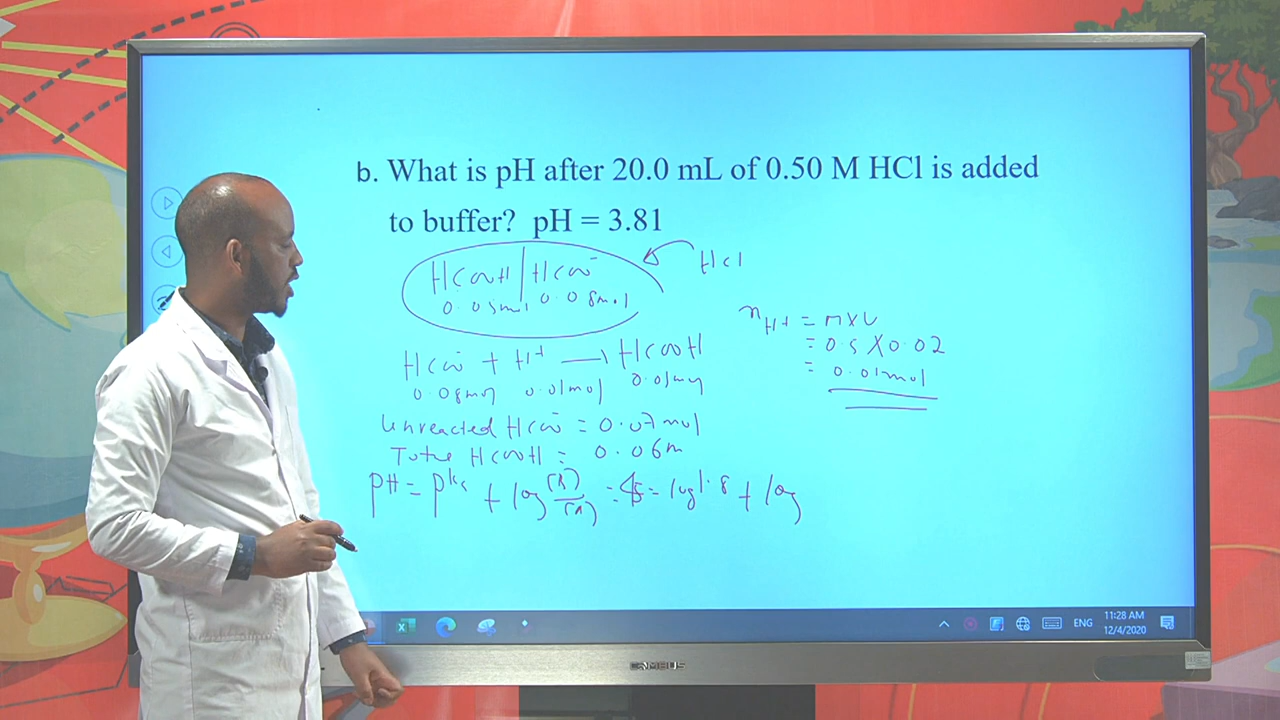 b. What is pH after 20.0 mL of 0.50 M HCl is added
to buffer? pH = 3.81
HCOOH | HCOO⁻
HCl
0.05mol 0.08mol
nH+ = M×V
= 0.5 X 0.02
= 0.01mol
HCOO⁻ + H+ → HCOOH
0.08mol 0.01mol 0.01mol
Unreacted HCOO⁻ = 0.07mol
Total HCOOH = 0.06m
pH = pKa + log
log 1.8 + log
11:28 AM
ENG
12/4/2020